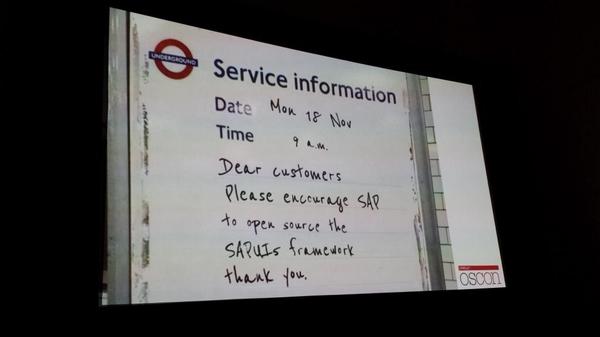 UNDERGROUND
Service information
Date Mon 18 Nov
Time 9 a.m.
Dear customers
Please encourage SAP
to open source the
SAPUI5 framework
thank you.
oscon